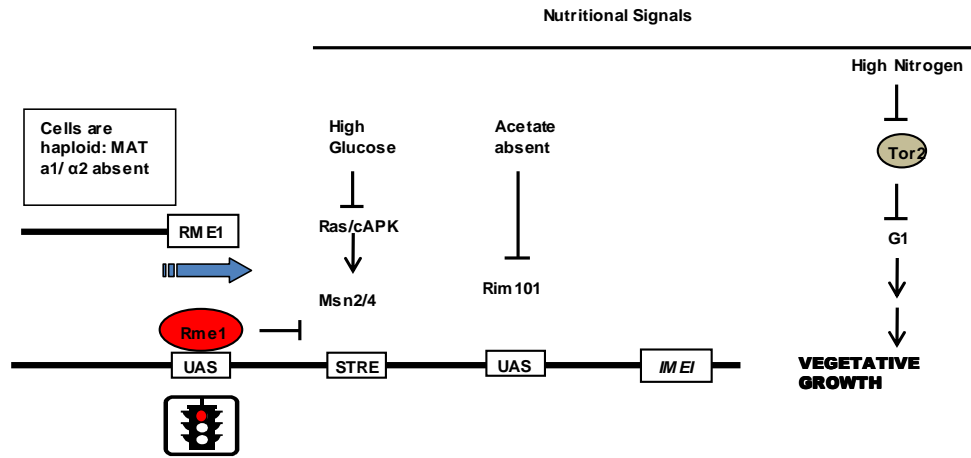 Nutritional Signals
High Nitrogen
Cells are
haploid: MAT
a1/ α2 absent
High
Glucose
Acetate
absent
Tor2
RME1
Ras/cAPK
G1
Msn2/4
Rim101
Rme1
UAS
STRE
UAS
IMEI
VEGETATIVE
GROWTH